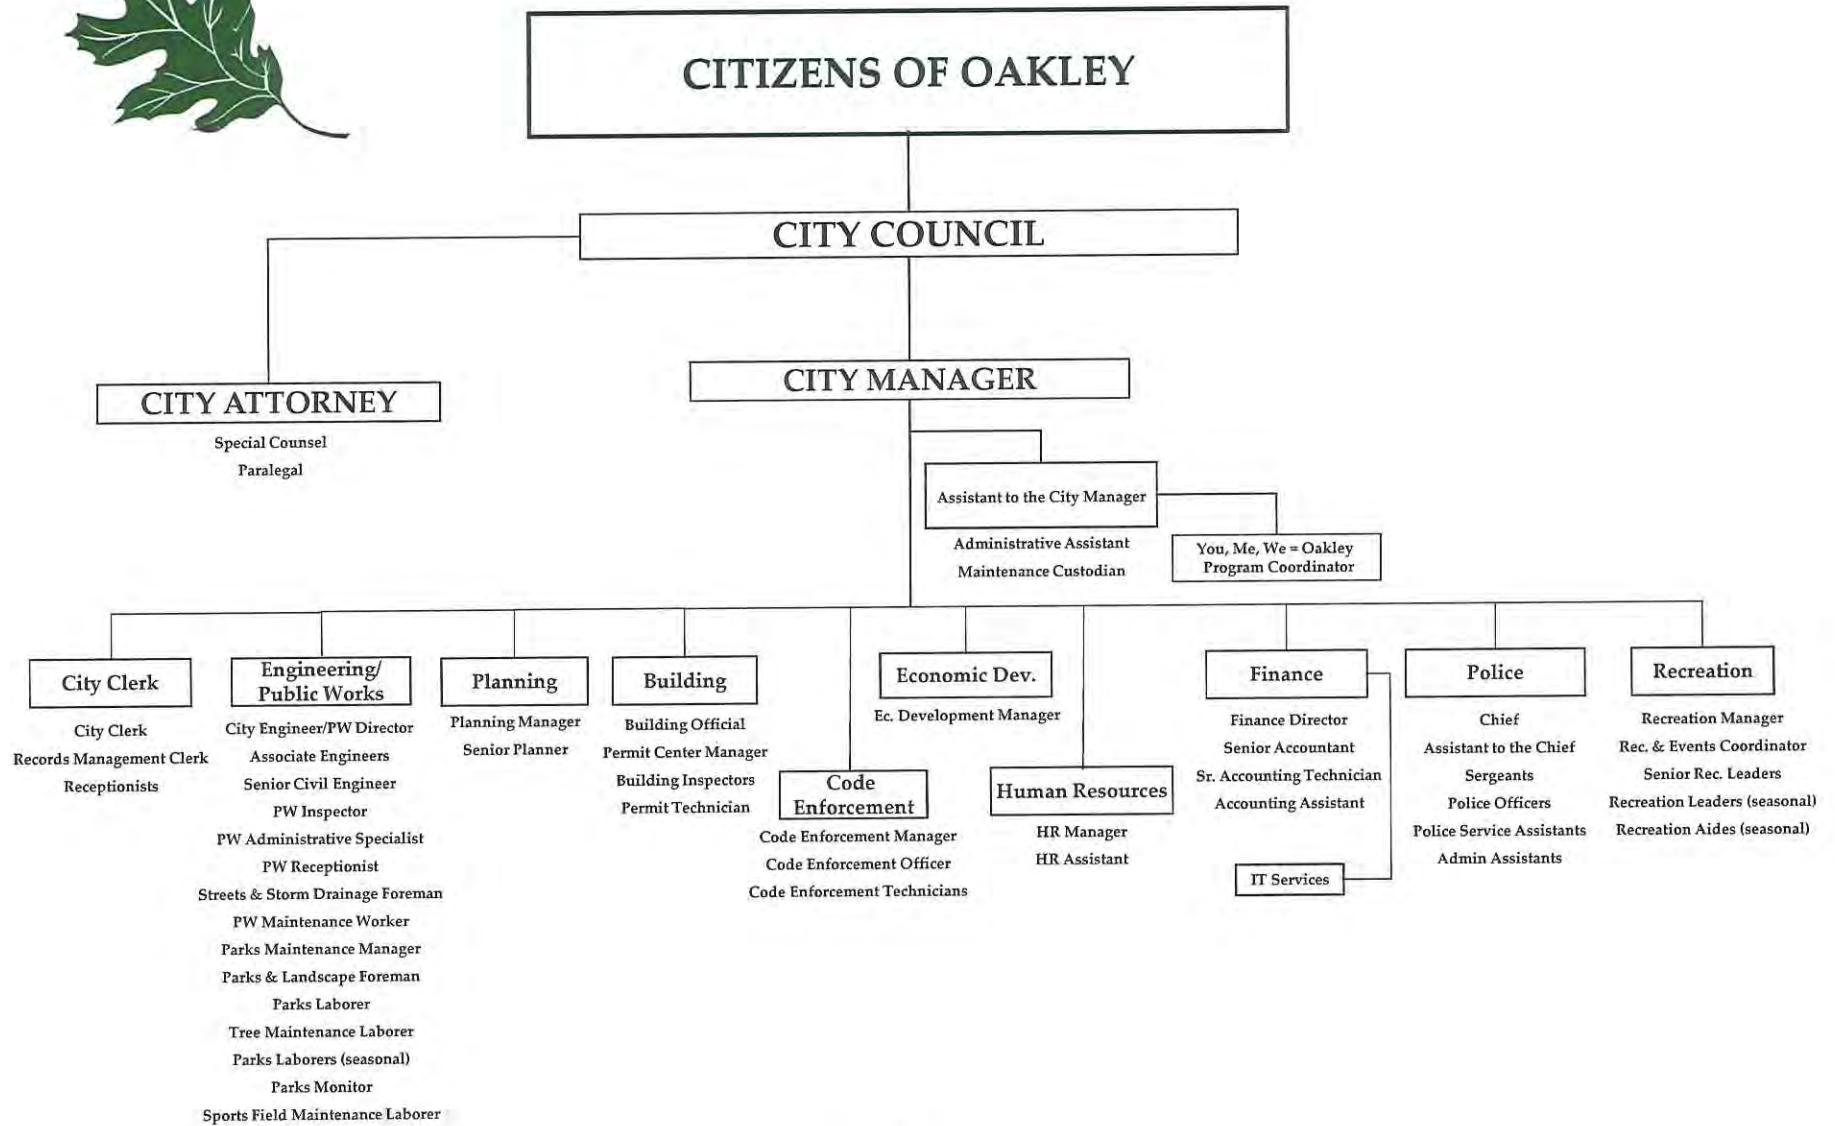 CITIZENS OF OAKLEY
CITY COUNCIL
CITY MANAGER
CITY ATTORNEY
Special Counsel
Paralegal
Assistant to the City Manager
Administrative Assistant
Maintenance Custodian
You, Me, We = Oakley
Program Coordinator
City Clerk
City Clerk
Records Management Clerk
Receptionists
Engineering/
Public Works
City Engineer/PW Director
Associate Engineers
Senior Civil Engineer
PW Inspector
PW Administrative Specialist
PW Receptionist
Streets & Storm Drainage Foreman
PW Maintenance Worker
Parks Maintenance Manager
Parks & Landscape Foreman
Parks Laborer
Tree Maintenance Laborer
Parks Laborers (seasonal)
Parks Monitor
Sports Field Maintenance Laborer
Planning
Planning Manager
Senior Planner
Building
Building Official
Permit Center Manager
Building Inspectors
Permit Technician
Code
Enforcement
Code Enforcement Manager
Code Enforcement Officer
Code Enforcement Technicians
Economic Dev.
Ec. Development Manager
Human Resources
HR Manager
HR Assistant
Finance
Finance Director
Senior Accountant
Sr. Accounting Technician
Accounting Assistant
IT Services
Police
Chief
Assistant to the Chief
Sergeants
Police Officers
Police Service Assistants
Admin Assistants
Recreation
Recreation Manager
Rec. & Events Coordinator
Senior Rec. Leaders
Recreation Leaders (seasonal)
Recreation Aides (seasonal)